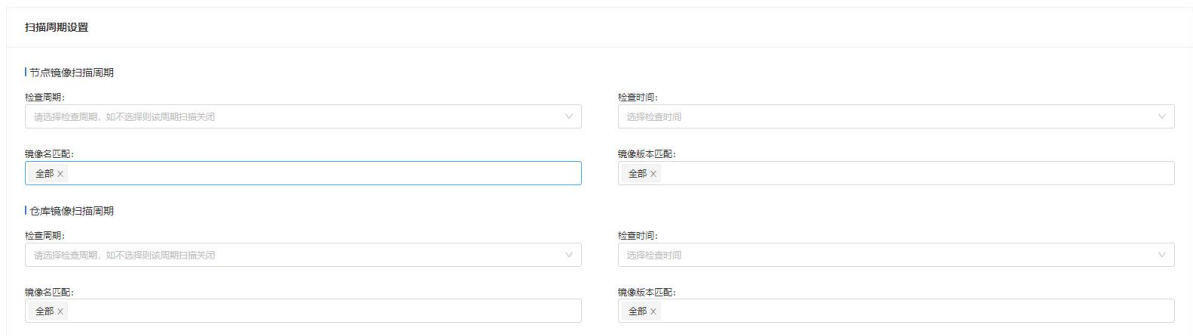 扫描周期设置
节点镜像扫描周期
检查周期: 检查时间:
请选择检查周期，如不选择则该周期扫描关闭 选择检查时间
镜像名匹配: 镜像版本匹配:
全部 × 全部 ×
仓库镜像扫描周期
检查周期: 检查时间:
请选择检查周期，如不选择则该周期扫描关闭 选择检查时间
镜像名匹配: 镜像版本匹配:
全部 × 全部 ×